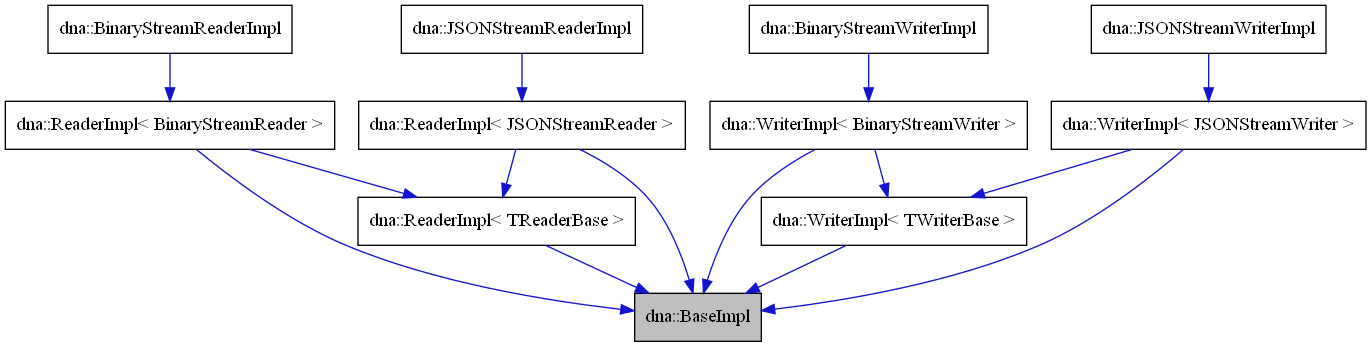 dna::BinaryStreamReaderImpl
dna::JSONStreamReaderImpl
dna::BinaryStreamWriterImpl
dna::JSONStreamWriterImpl
dna::ReaderImpl< BinaryStreamReader >
dna::ReaderImpl< JSONStreamReader >
dna::WriterImpl< BinaryStreamWriter >
dna::WriterImpl< JSONStreamWriter >
dna::ReaderImpl< TReaderBase >
dna::WriterImpl< TWriterBase >
dna::BaseImpl